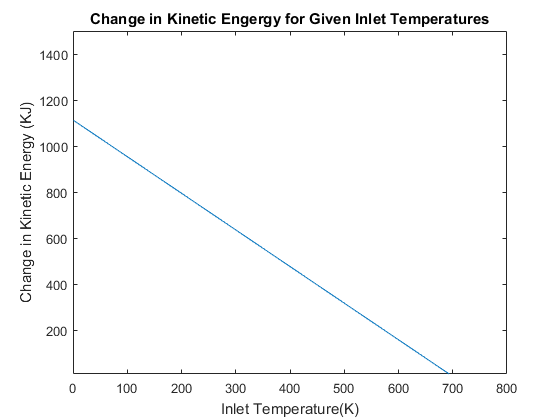 Change in Kinetic Engergy for Given Inlet Temperatures
1400
1200
1000
800
600
400
200
Change in Kinetic Energy (KJ)
0 100 200 300 400 500 600 700 800
Inlet Temperature(K)